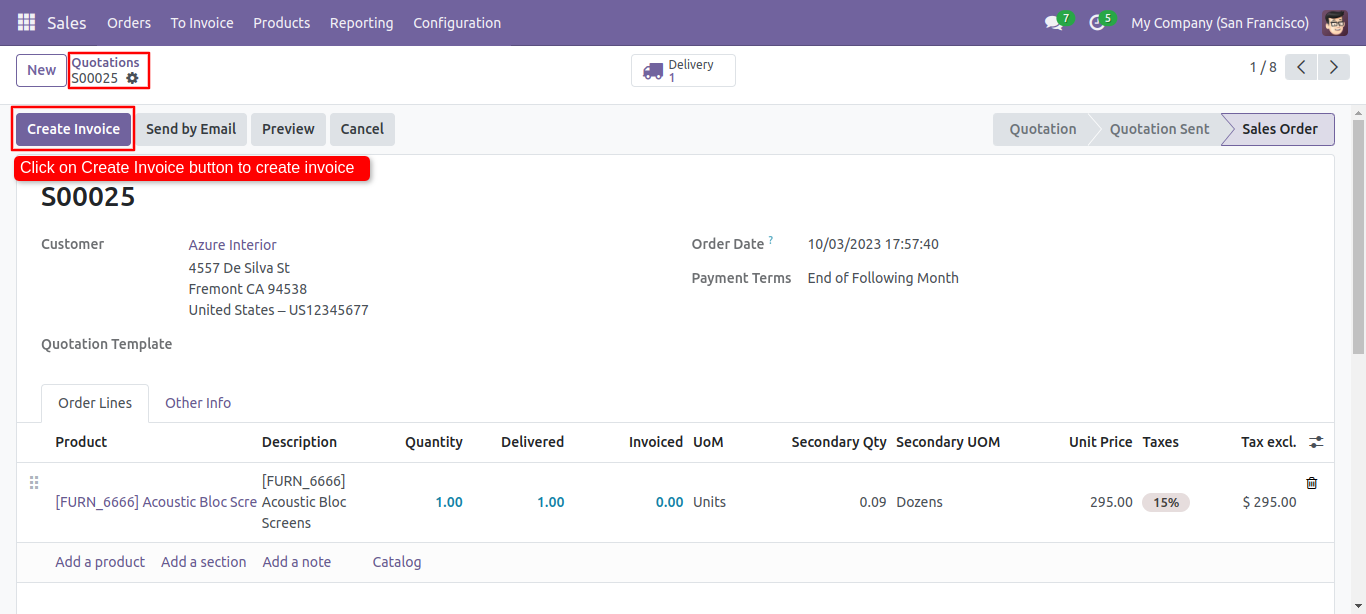 Sales Orders To Invoice Products Reporting Configuration 7 5 My Company (San Francisco)
New Quotations Delivery 1 / 8
S00025 1
Create Invoice Send by Email Preview Cancel Quotation Quotation Sent Sales Order
Click on Create Invoice button to create invoice
S00025
Customer Azure Interior Order Date ? 10/03/2023 17:57:40
4557 De Silva St
Payment Terms End of Following Month
Fremont CA 94538
United States – US12345677
Quotation Template
Order Lines Other Info
Product Description Quantity Delivered Invoiced UoM Secondary Qty Secondary UOM Unit Price Taxes Tax excl.
[FURN_6666]
[FURN_6666] Acoustic Bloc Scre Acoustic Bloc 1.00 1.00 0.00 Units 0.09 Dozens 295.00 15% $ 295.00
Screens
Add a product Add a section Add a note Catalog